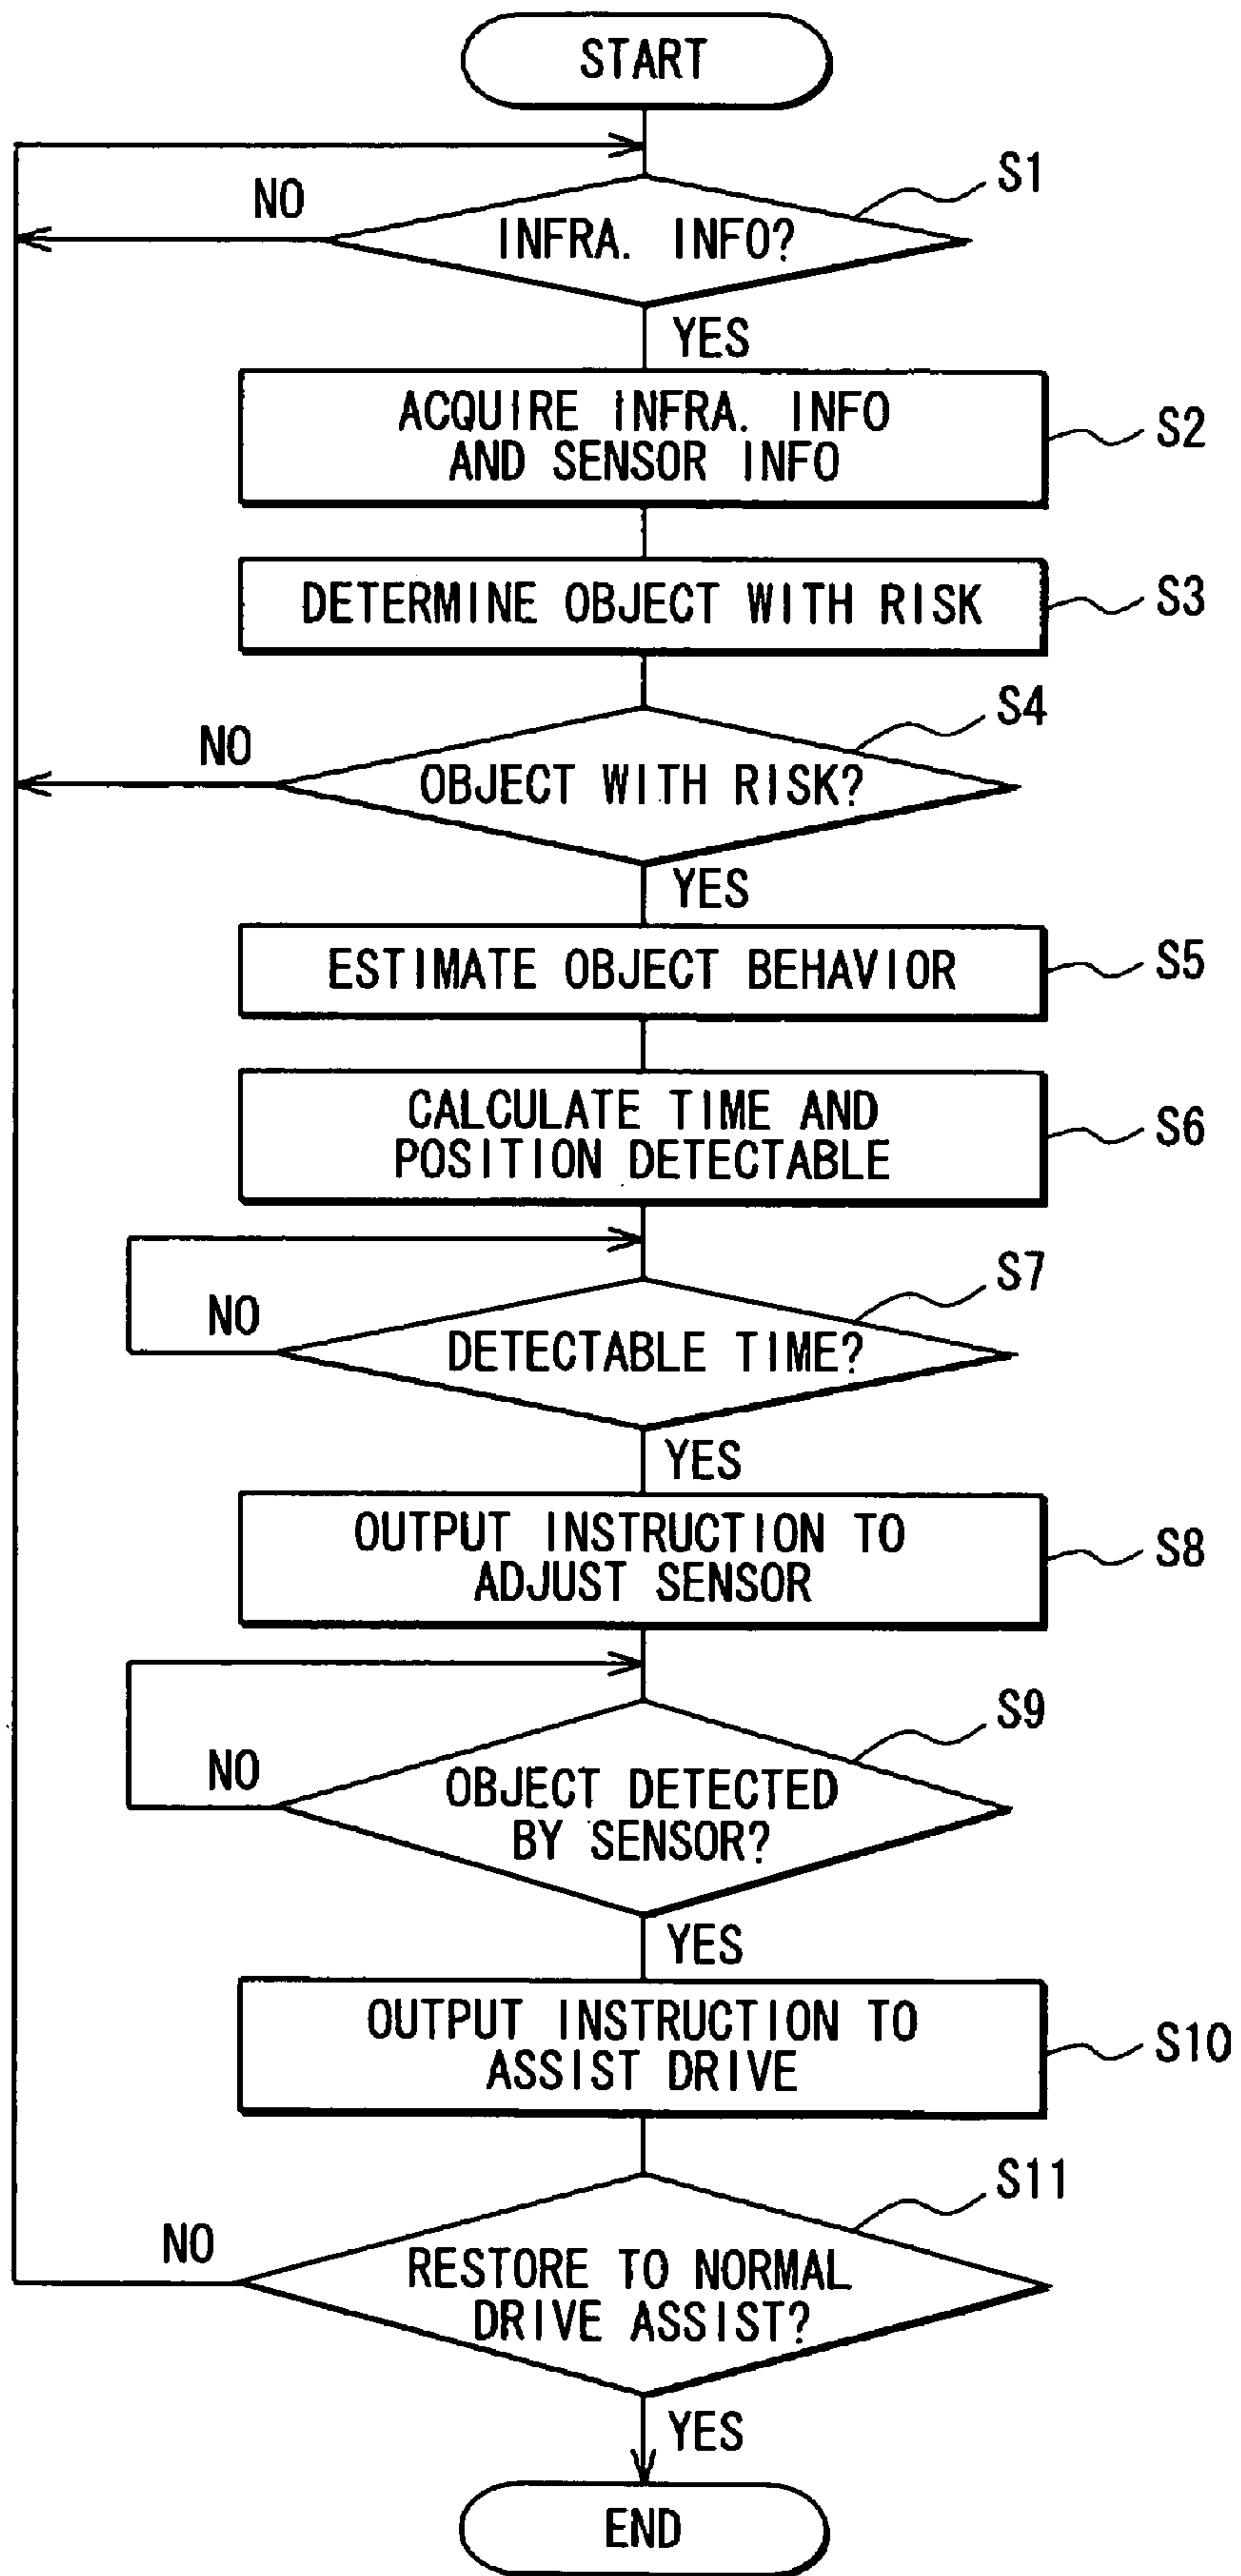 START
S1
NO
INFRA. INFO?
YES
ACQUIRE INFRA. INFO
AND SENSOR INFO
S2
DETERMINE OBJECT WITH RISK
S3
S4
NO
OBJECT WITH RISK?
YES
ESTIMATE OBJECT BEHAVIOR
S5
CALCULATE TIME AND
POSITION DETECTABLE
S6
S7
NO
DETECTABLE TIME?
YES
OUTPUT INSTRUCTION TO
ADJUST SENSOR
S8
S9
NO
OBJECT DETECTED
BY SENSOR?
YES
OUTPUT INSTRUCTION TO
ASSIST DRIVE
S10
S11
NO
RESTORE TO NORMAL
DRIVE ASSIST?
YES
END